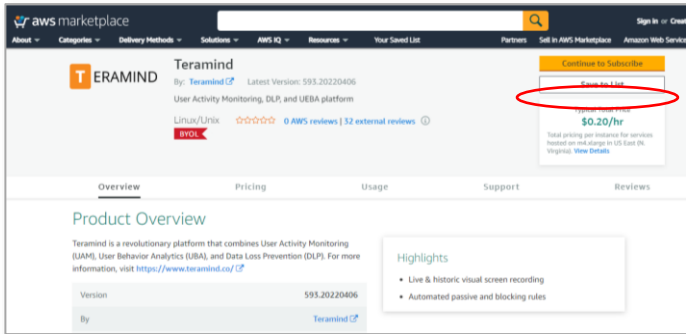 aws marketplace
Sign in or Creat
About Categories Delivery Methods Solutions AWS IQ Resources Your Saved List Partners Sell in AWS Marketplace Amazon Web Service
TERAMIND
Teramind
By: Teramind Latest Version: 593.20220406
User Activity Monitoring, DLP, and UEBA platform
Linux/Unix 0 AWS reviews | 32 external reviews
BYOL
Continue to Subscribe
Save to List
Typical Total Price
$0.20/hr
Total pricing per instance for services
hosted on m4.xlarge in US East (N.
Virginia). View Details
Overview Pricing Usage Support Reviews
Product Overview
Teramind is a revolutionary platform that combines User Activity Monitoring
(UAM), User Behavior Analytics (UBA), and Data Loss Prevention (DLP). For more
information, visit https://www.teramind.co/
Version 593.20220406
By Teramind
Highlights
• Live & historic visual screen recording
• Automated passive and blocking rules